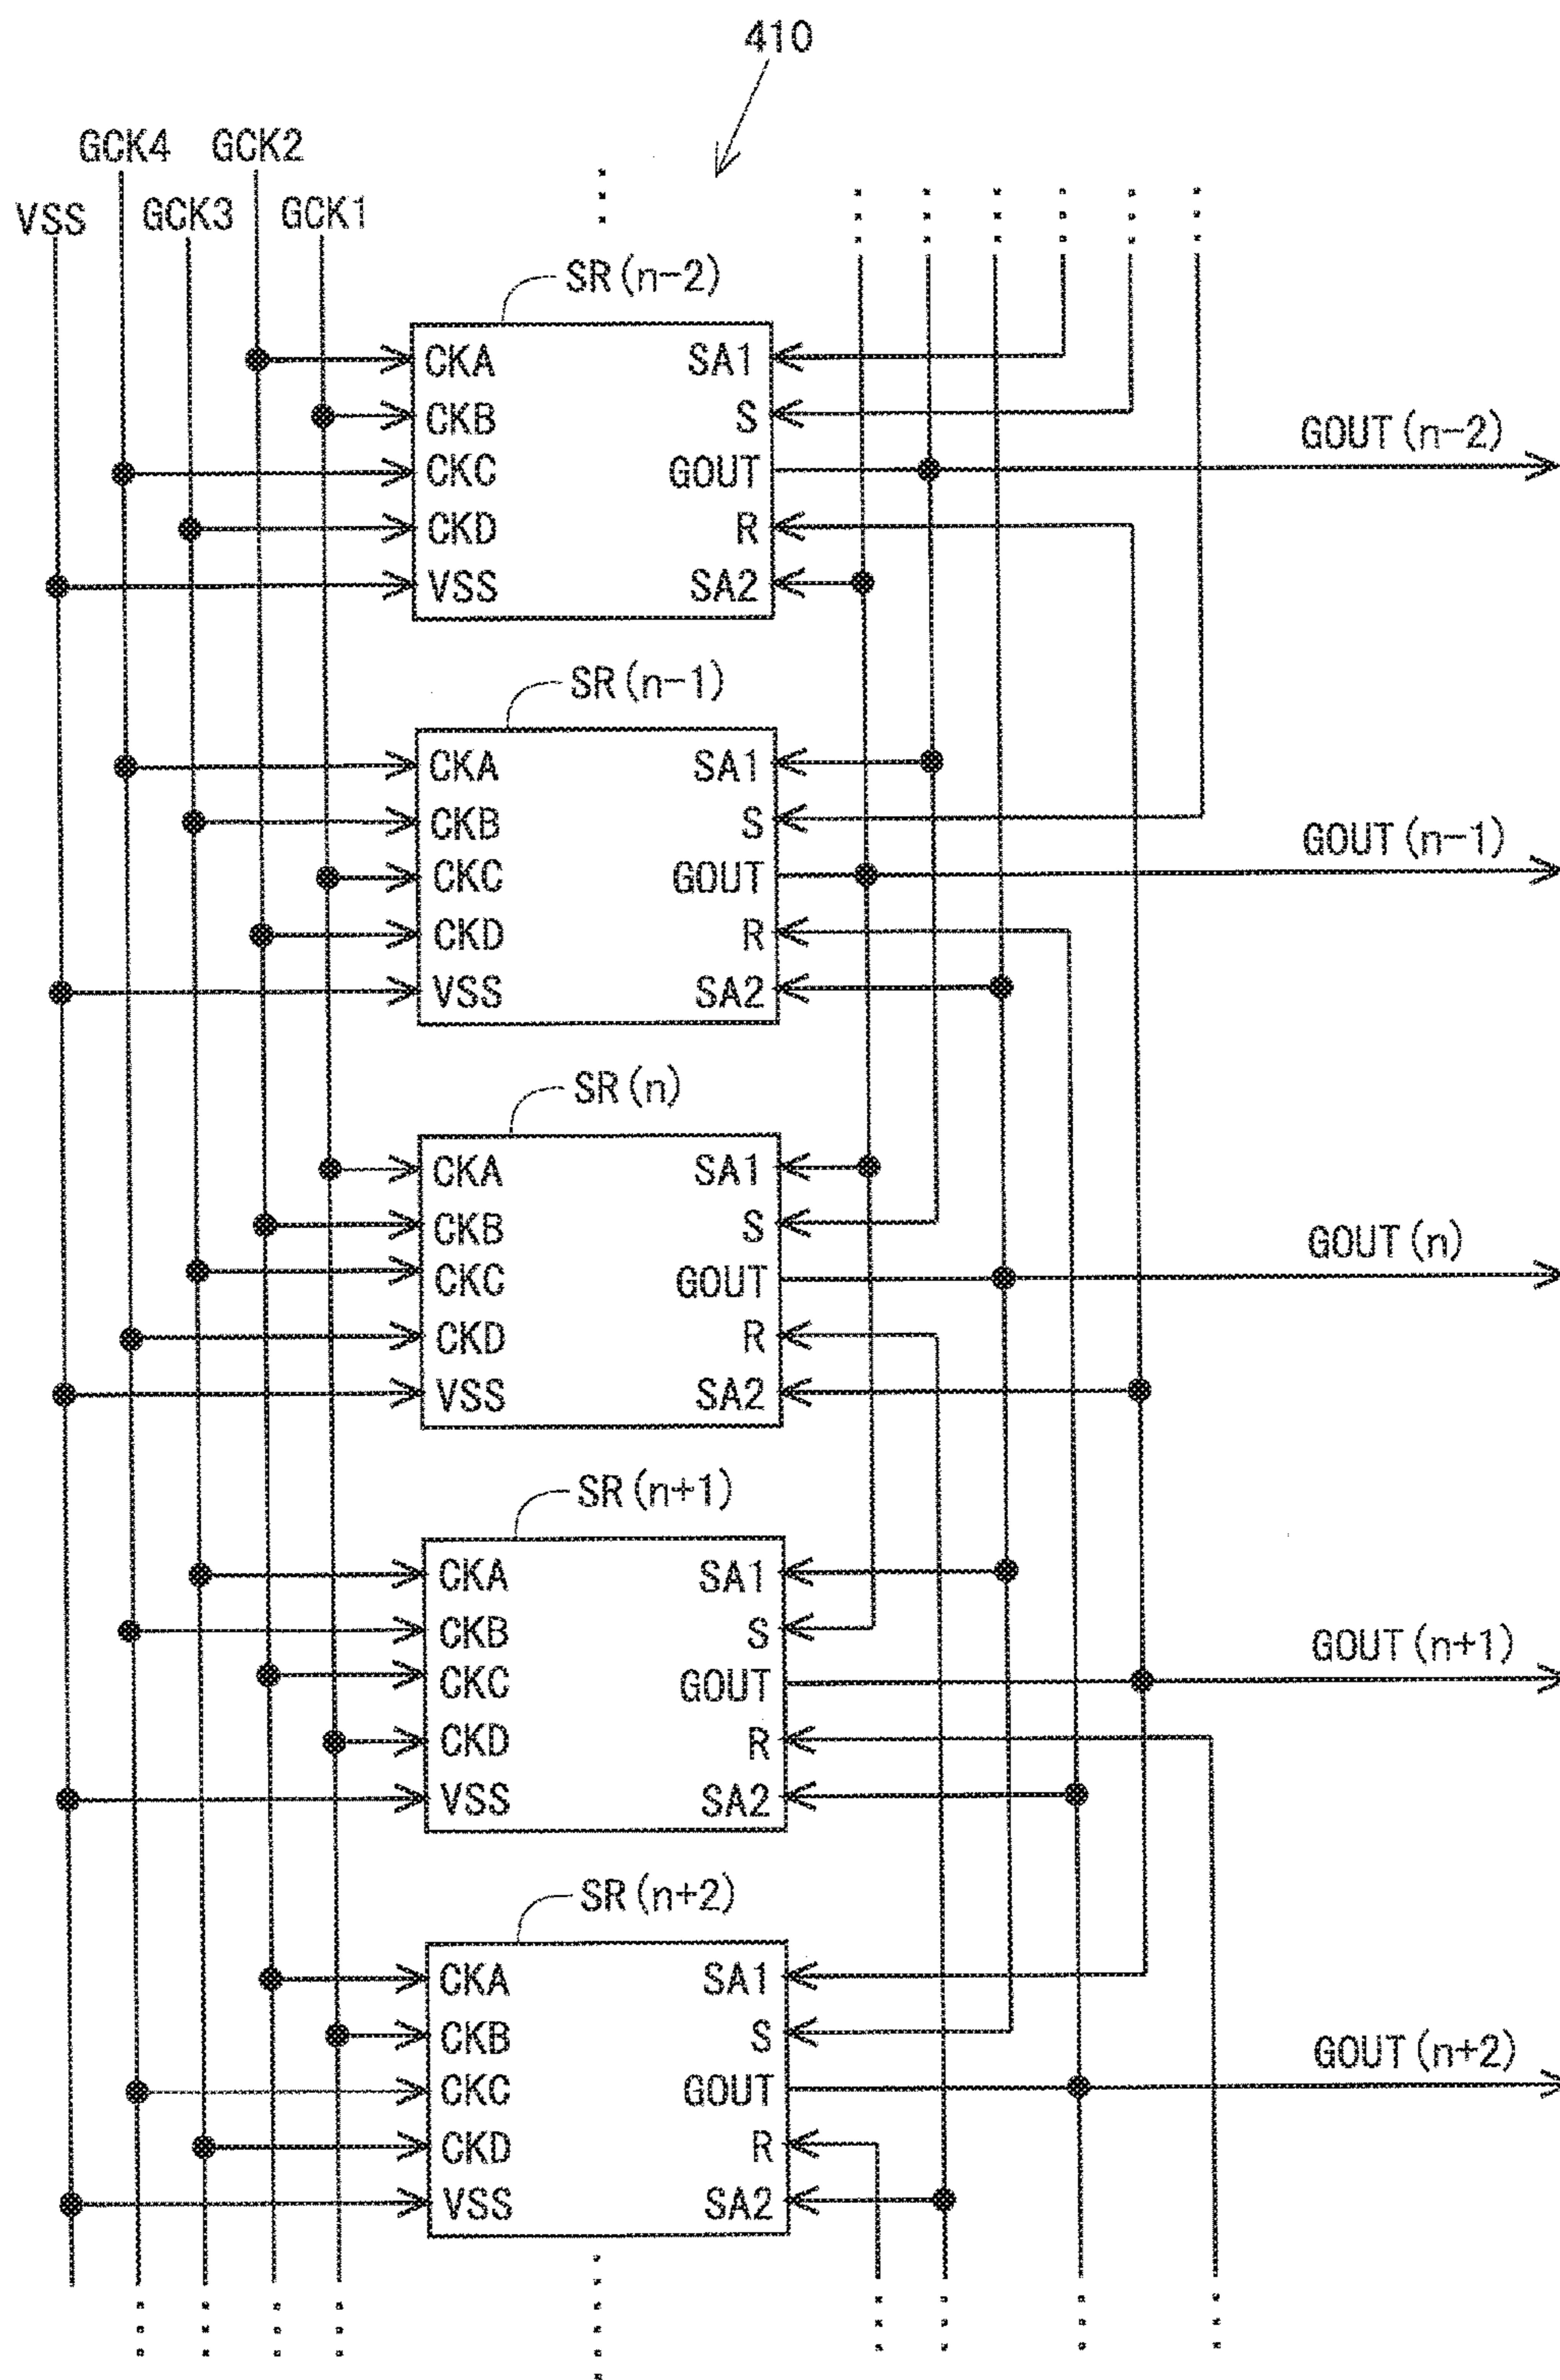 410
GCK4 GCK2
VSS GCK3 GCK1
SR(n-2)
CKA SA1
CKB S
CKC GOUT
CKD R
VSS SA2
GOUT(n-2)
SR(n-1)
CKA SA1
CKB S
CKC GOUT
CKD R
VSS SA2
GOUT(n-1)
SR(n)
CKA SA1
CKB S
CKC GOUT
CKD R
VSS SA2
GOUT(n)
SR(n+1)
CKA SA1
CKB S
CKC GOUT
CKD R
VSS SA2
GOUT(n+1)
SR(n+2)
CKA SA1
CKB S
CKC GOUT
CKD R
VSS SA2
GOUT(n+2)